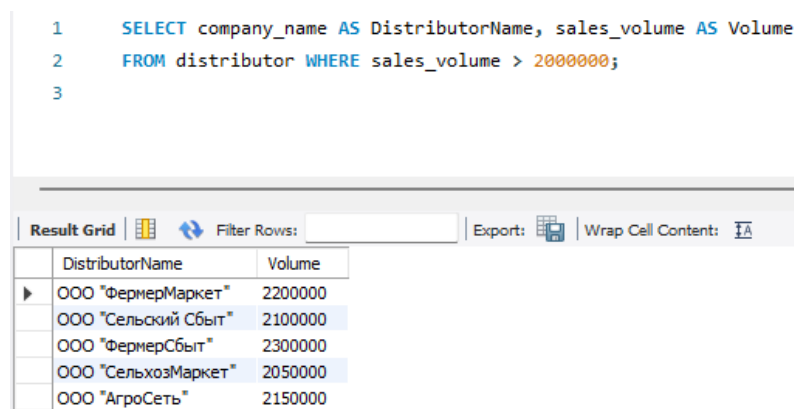 1 SELECT company_name AS DistributorName, sales_volume AS Volume
2 FROM distributor WHERE sales_volume > 2000000;
3
Result Grid Filter Rows: Export: Wrap Cell Content: IA
DistributorName Volume
ООО "ФермерМаркет" 2200000
ООО "Сельский Сбыт" 2100000
ООО "ФермерСбыт" 2300000
ООО "СельхозМаркет" 2050000
ООО "АгроСеть" 2150000